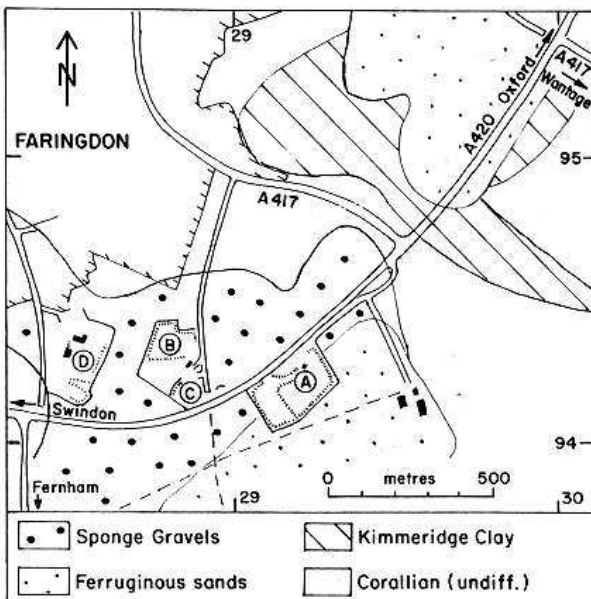 29
A417
Wantage
Oxford
A420
N
FARINGDON
95
A417
B
D
C
A
Swindon
94
0 metres 500
Fernham
29
30
Sponge Gravels
Kimmeridge Clay
Ferruginous sands
Corallian (undiff.)